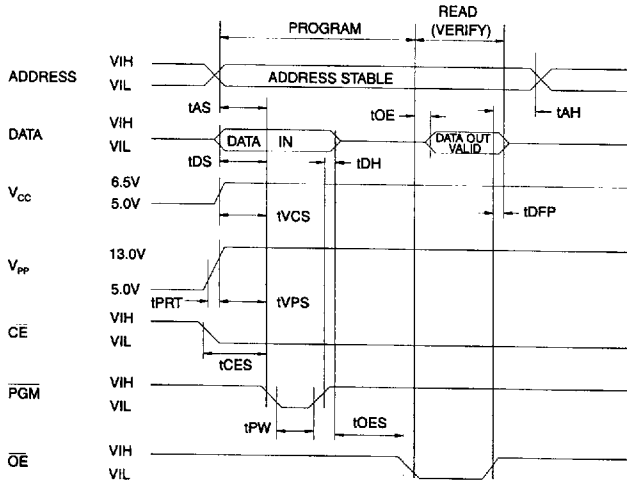 PROGRAM
READ
(VERIFY)
ADDRESS
VIH
VIL
ADDRESS STABLE
tAS
tOE
tAH
DATA
VIH
VIL
DATA IN
DATA OUT
VALID
tDS
tDH
VCC
6.5V
5.0V
tVCS
tDFP
VPP
13.0V
5.0V
tPRT
tVPS
CE
VIH
VIL
tCES
PGM
VIH
VIL
tPW
tOES
OE
VIH
VIL